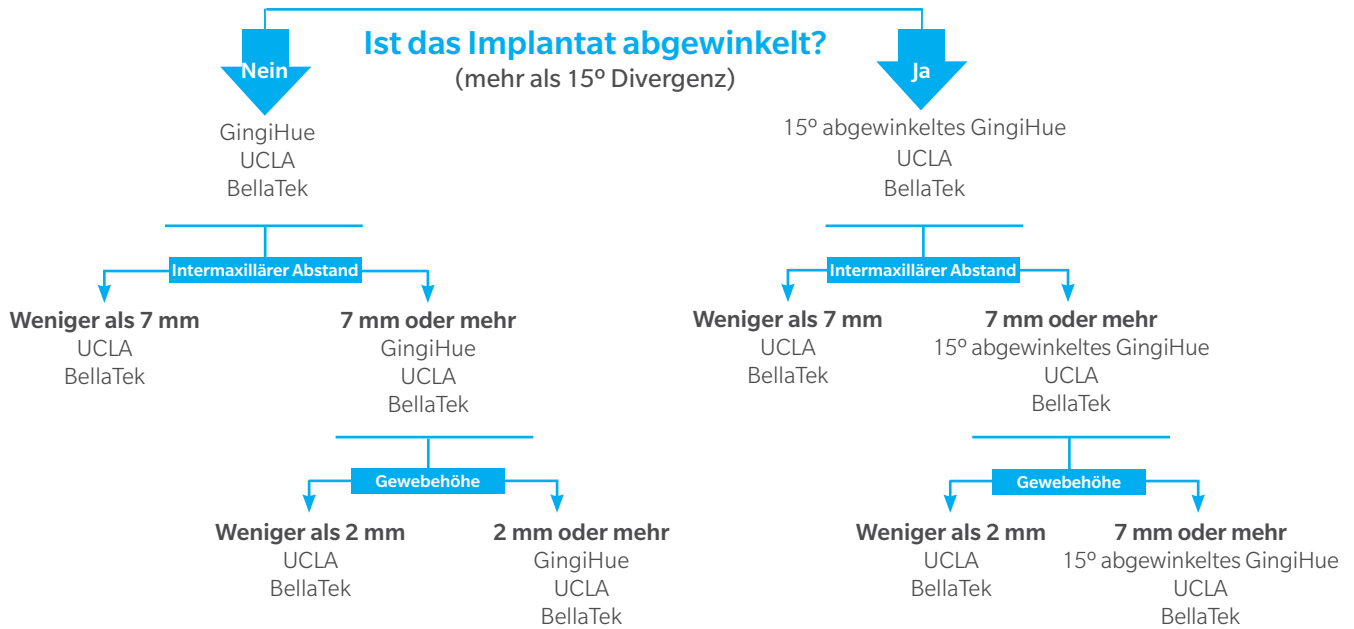 Ist das Implantat abgewinkelt?
(mehr als 15º Divergenz)
Nein
GingiHue
UCLA
BellaTek
Intermaxillärer Abstand
Weniger als 7 mm
UCLA
BellaTek
7 mm oder mehr
GingiHue
UCLA
BellaTek
Gewebehöhe
Weniger als 2 mm
UCLA
BellaTek
2 mm oder mehr
GingiHue
UCLA
BellaTek
Ja
15º abgewinkeltes GingiHue
UCLA
BellaTek
Intermaxillärer Abstand
Weniger als 7 mm
UCLA
BellaTek
7 mm oder mehr
15º abgewinkeltes GingiHue
UCLA
BellaTek
Gewebehöhe
Weniger als 2 mm
UCLA
BellaTek
7 mm oder mehr
15º abgewinkeltes GingiHue
UCLA
BellaTek